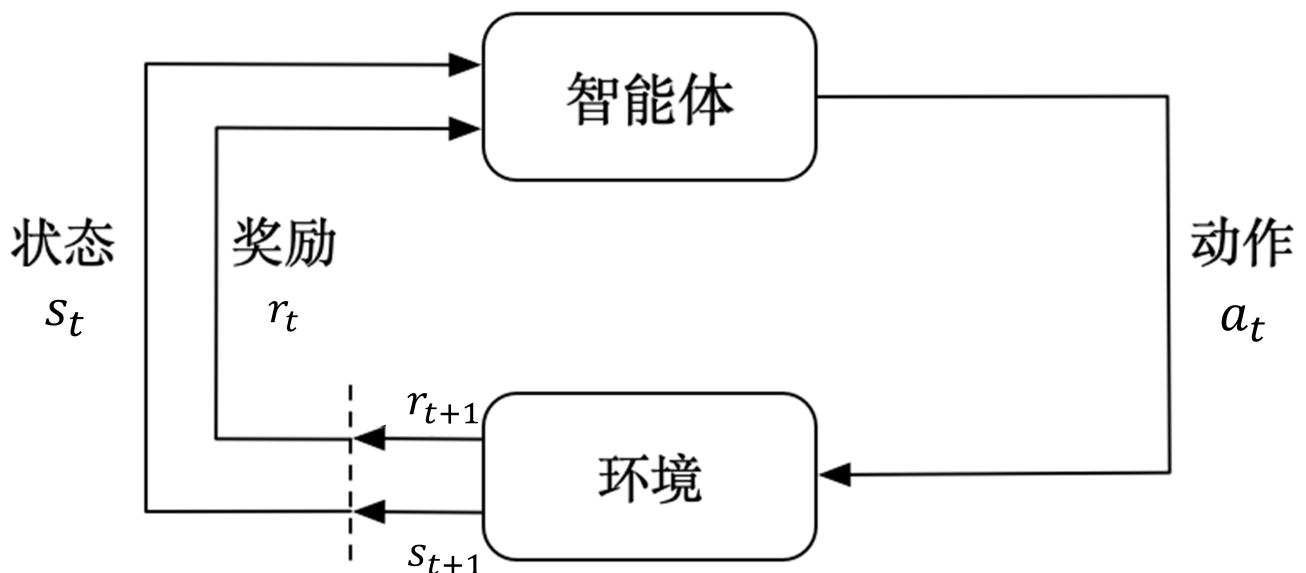 智能体
状态
s_t
奖励
r_t
动作
a_t
r_{t+1}
环境
s_{t+1}